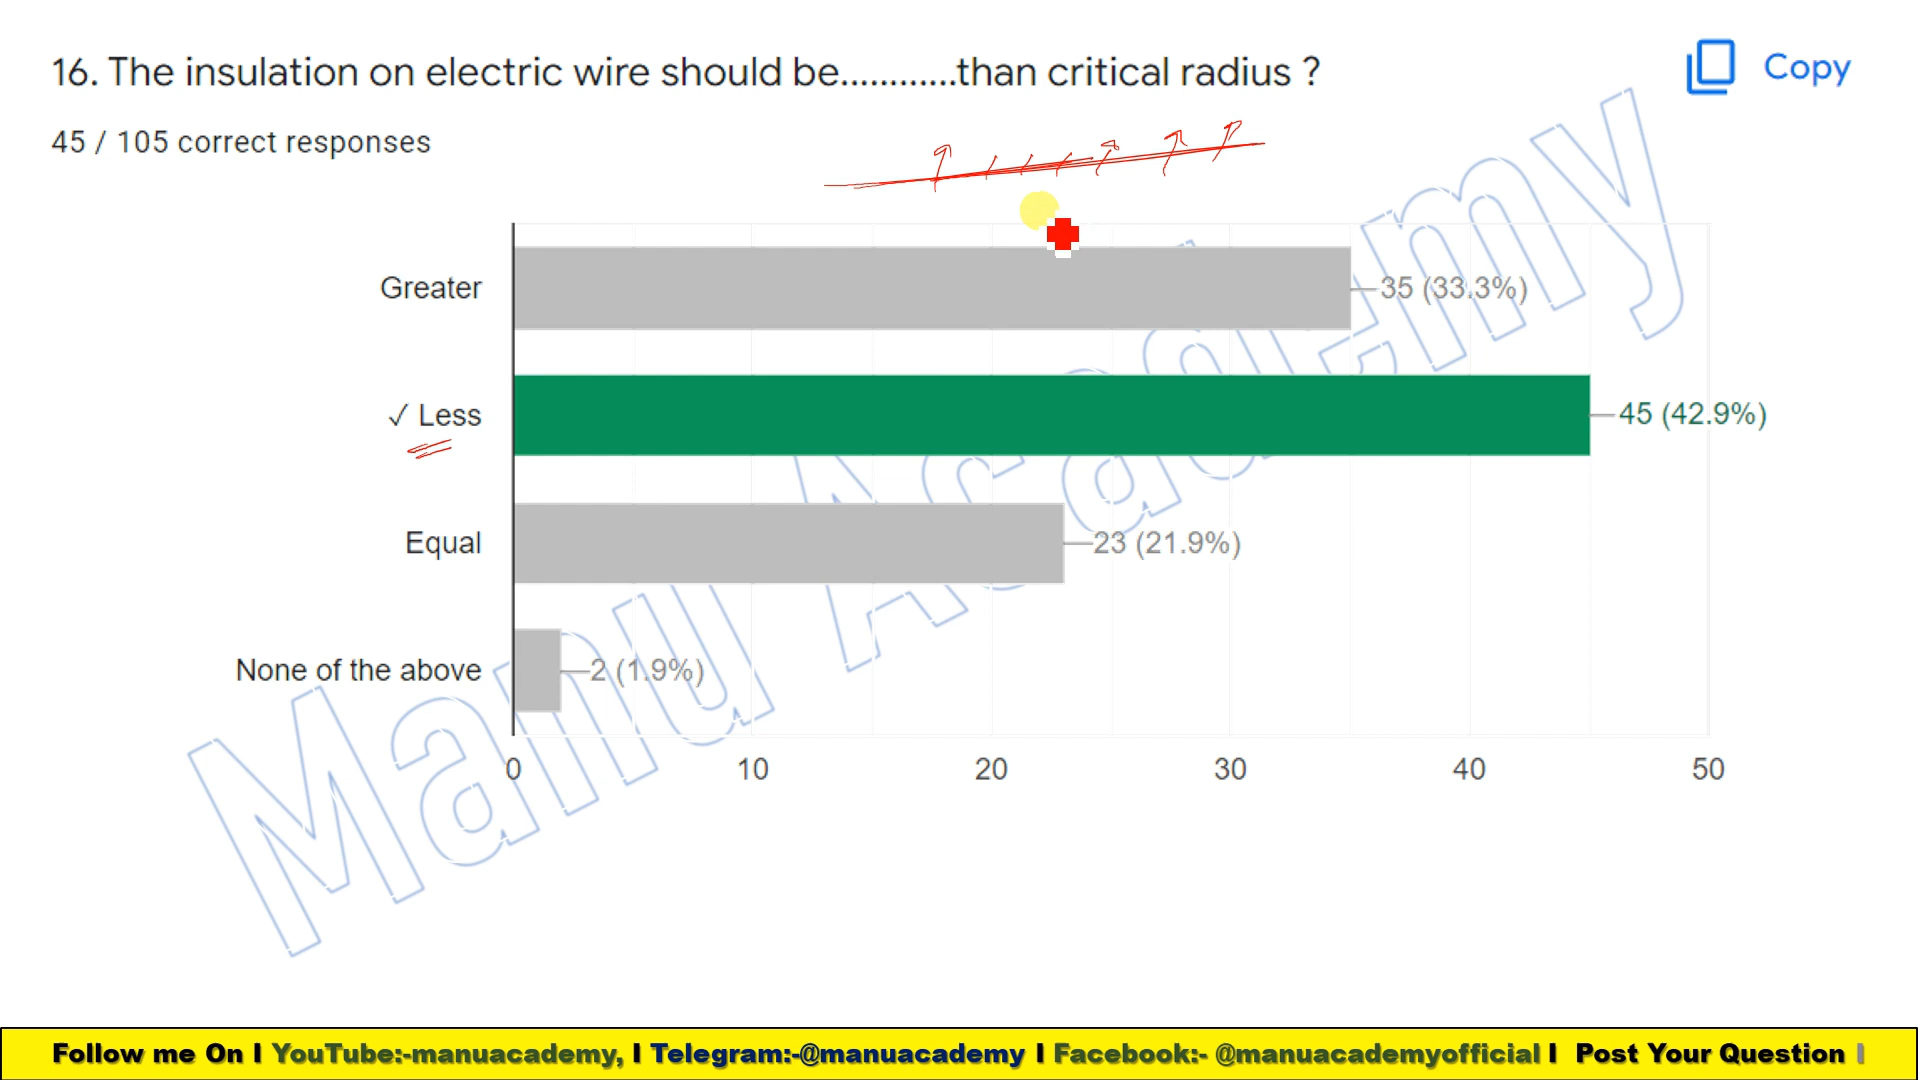 16. The insulation on electric wire should be............than critical radius ?
Copy
45 / 105 correct responses
Greater
35 (33.3%)
✓ Less
45 (42.9%)
Equal
23 (21.9%)
None of the above
2 (1.9%)
0 10 20 30 40 50
Manu Academy
Follow me On I YouTube:-manuacademy, I Telegram:-@manuacademy I Facebook:- @manuacademyofficial I Post Your Question I